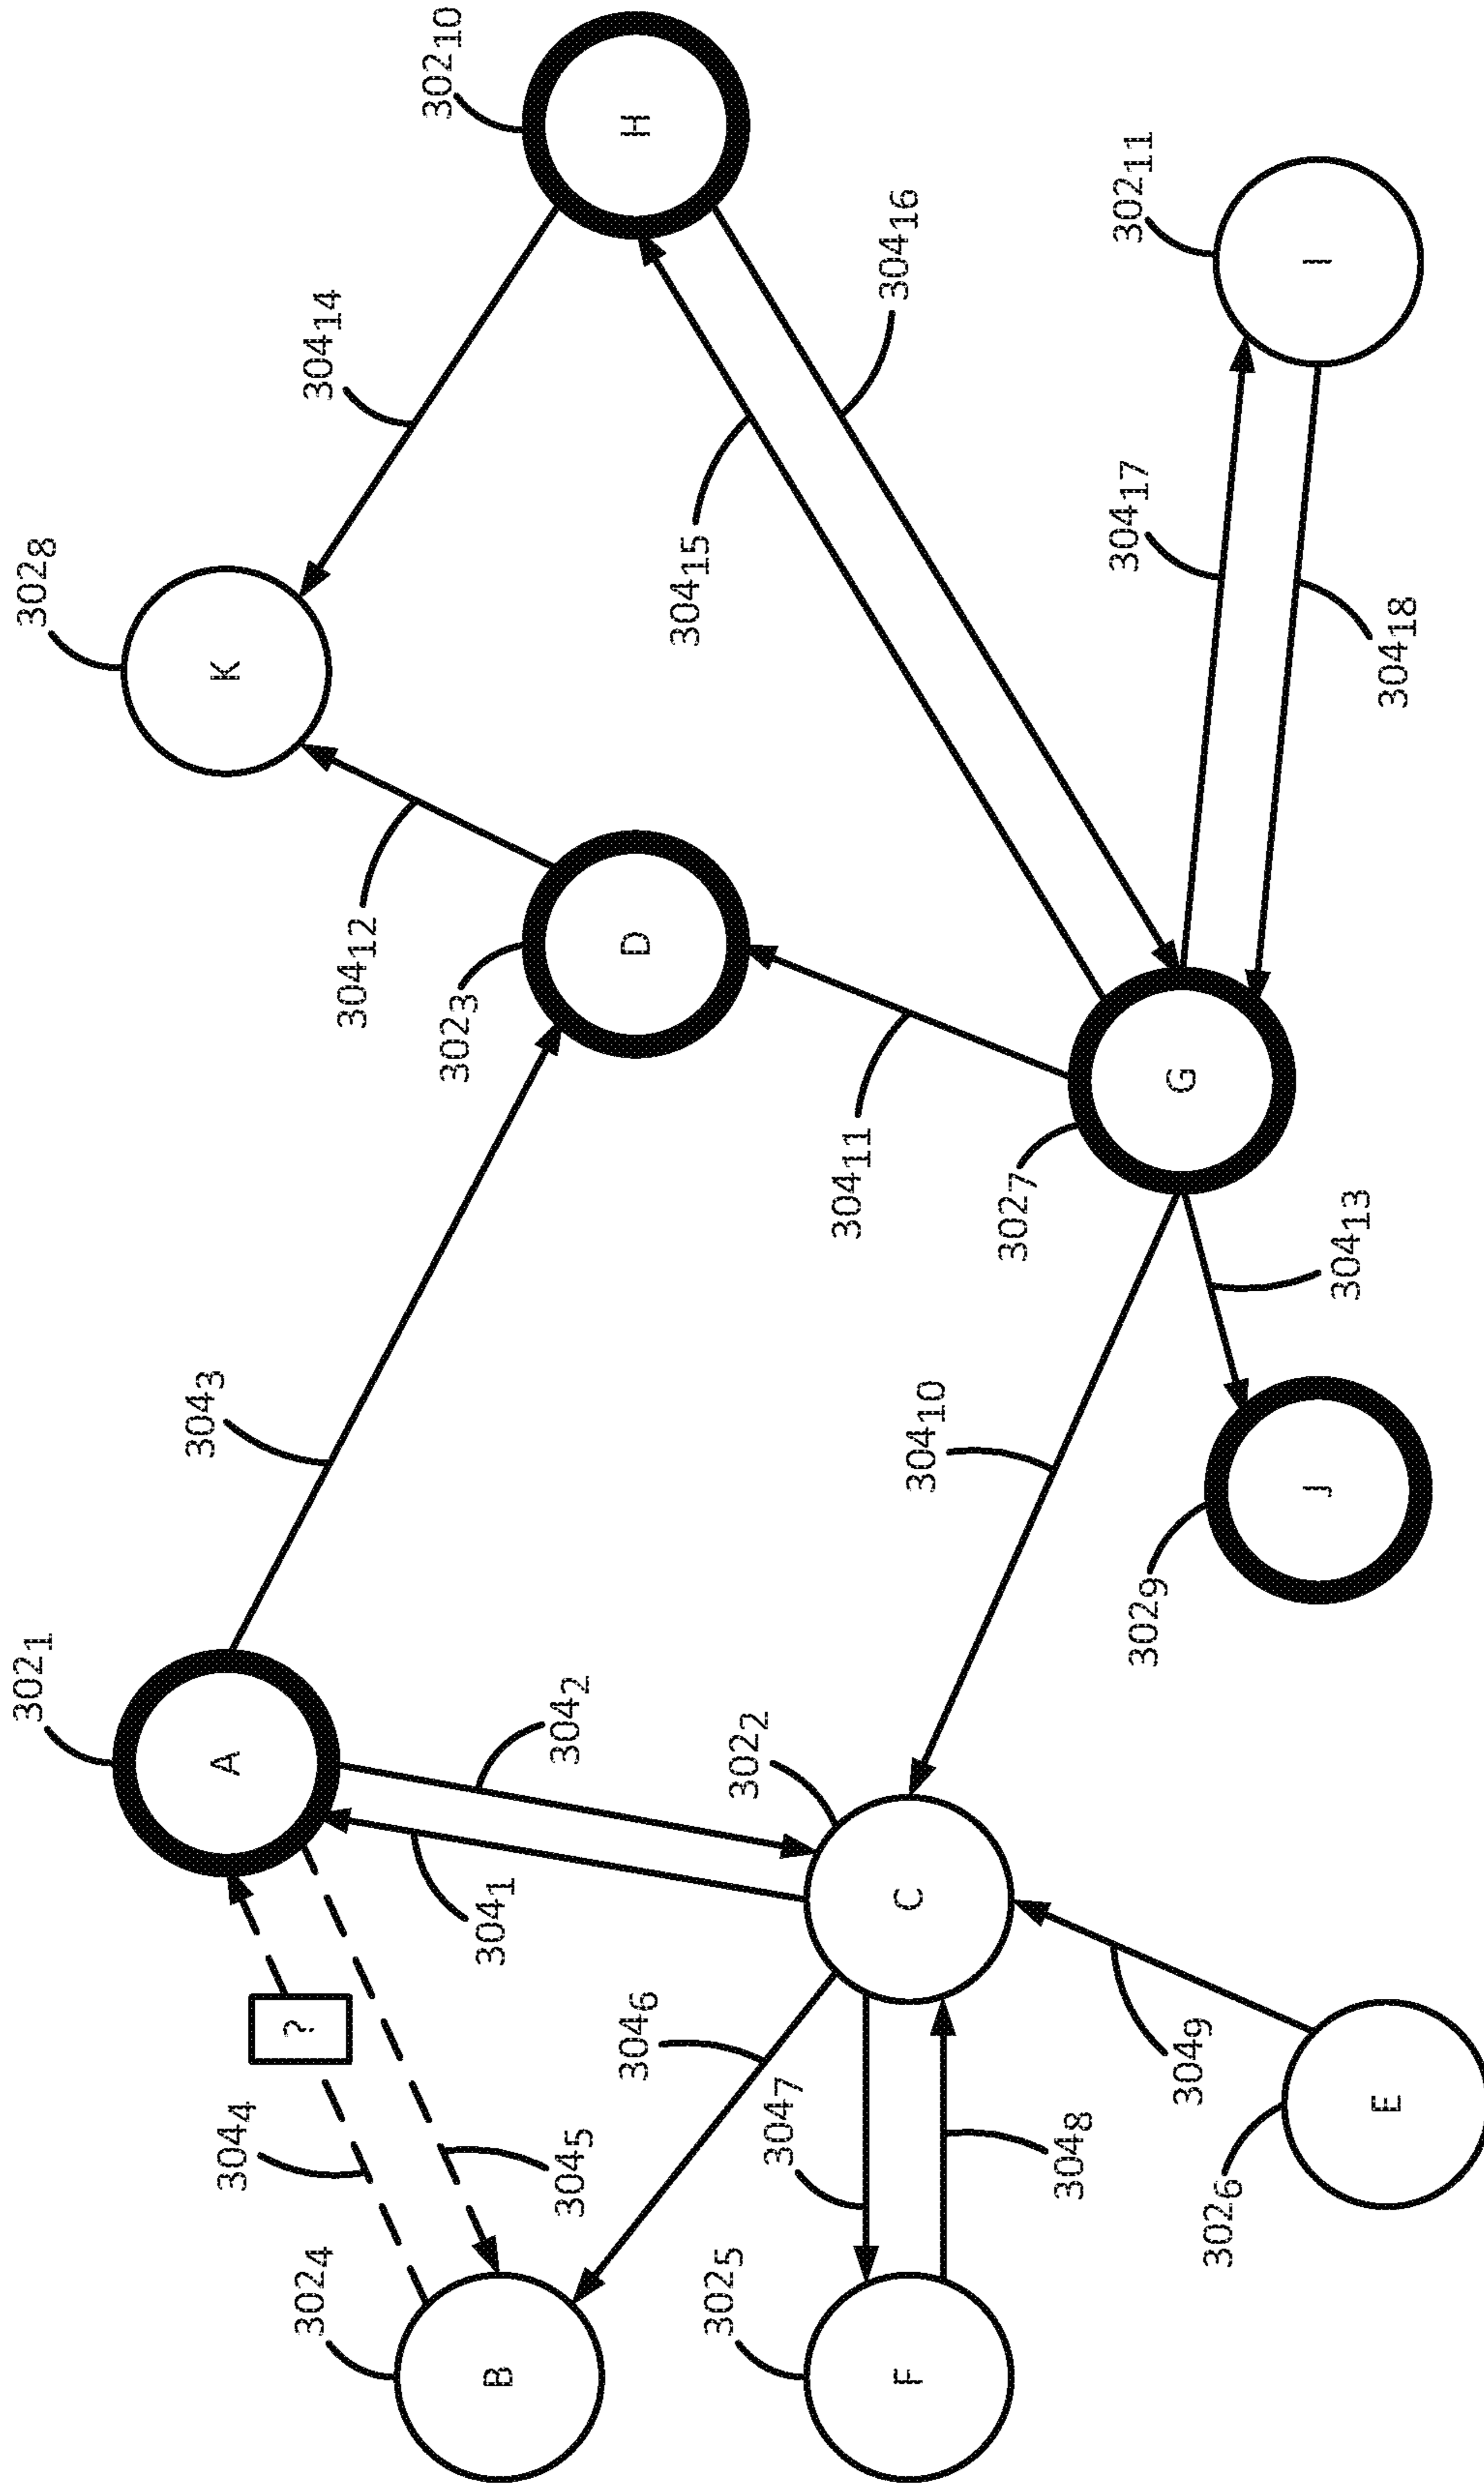 302₁
302₈
304₃
A
K
304₄
?
302₄
304₁₄
304₁₂
302₁₀
302₃
304₁
B
304₂
304₅
304₆
D
H
304₁₅
302₅
302₂
304₇
304₁₁
304₁₆
F
C
304₁₀
302₇
304₈
304₁₇
302₁₁
302₉
G
304₉
302₆
J
I
304₁₃
E
304₁₈